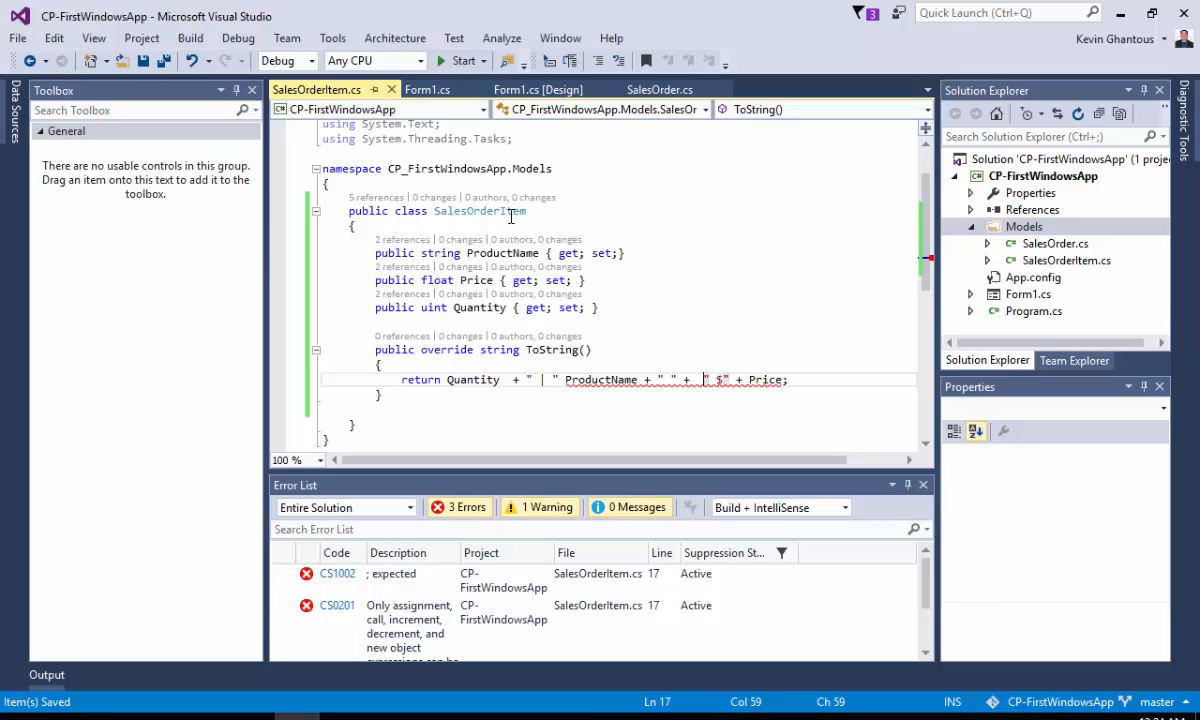 CP-FirstWindowsApp - Microsoft Visual Studio
3
Quick Launch (Ctrl+Q)
File Edit View Project Build Debug Team Tools Architecture Test Analyze Window Help
Kevin Ghantous
Debug Any CPU Start
Data Sources
Toolbox
Search Toolbox
General
There are no usable controls in this group.
Drag an item onto this text to add it to the
toolbox.
SalesOrderItem.cs Form1.cs Form1.cs [Design] SalesOrder.cs
CP-FirstWindowsApp CP_FirstWindowsApp.Models.SalesOr ToString()
using System.Text;
using System.Threading.Tasks;
namespace CP_FirstWindowsApp.Models
{
5 references | 0 changes | 0 authors, 0 changes
public class SalesOrderItem
{
2 references | 0 changes | 0 authors, 0 changes
public string ProductName { get; set;}
2 references | 0 changes | 0 authors, 0 changes
public float Price { get; set; }
2 references | 0 changes | 0 authors, 0 changes
public uint Quantity { get; set; }
0 references | 0 changes | 0 authors, 0 changes
public override string ToString()
{
return Quantity  + " | " ProductName + " " +  " $" + Price;
}
}
}
100 %
Error List
Entire Solution 3 Errors 1 Warning 0 Messages Build + IntelliSense
Search Error List
Code Description Project File Line Suppression St...
CS1002 ; expected CP- SalesOrderItem.cs 17 Active
FirstWindowsApp
CS0201 Only assignment, CP- SalesOrderItem.cs 17 Active
call, increment, FirstWindowsApp
decrement, and
new object
Solution Explorer
Search Solution Explorer (Ctrl+;)
Solution 'CP-FirstWindowsApp' (1 proje
CP-FirstWindowsApp
Properties
References
Models
SalesOrder.cs
SalesOrderItem.cs
App.config
Form1.cs
Program.cs
Solution Explorer Team Explorer
Properties
Diagnostic Tools
Output
Item(s) Saved Ln 17 Col 59 Ch 59 INS CP-FirstWindowsApp master